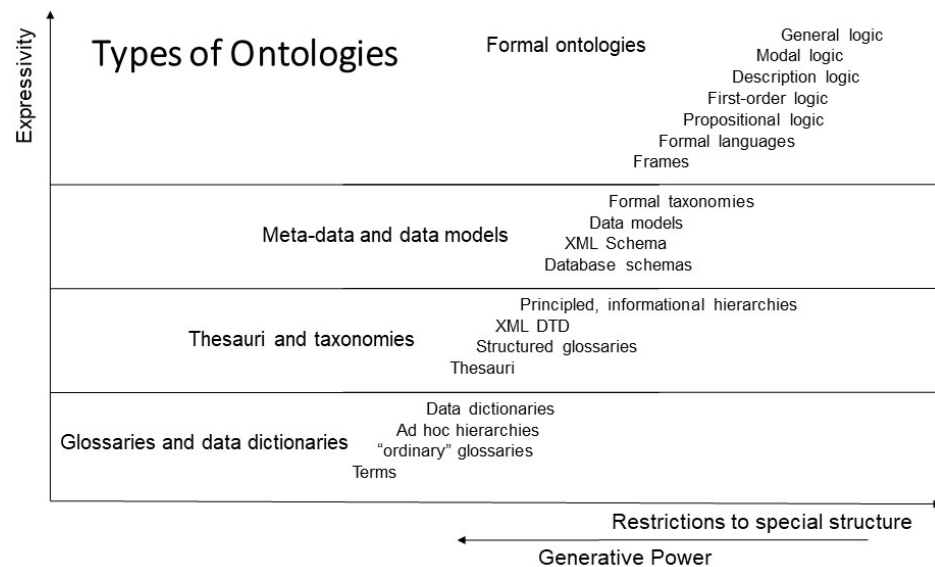 Expressivity
Types of Ontologies
Formal ontologies
General logic
Modal logic
Description logic
First-order logic
Propositional logic
Formal languages
Frames
Meta-data and data models
Formal taxonomies
Data models
XML Schema
Database schemas
Thesauri and taxonomies
Principled, informational hierarchies
XML DTD
Structured glossaries
Thesauri
Glossaries and data dictionaries
Data dictionaries
Ad hoc hierarchies
“ordinary” glossaries
Terms
Restrictions to special structure
Generative Power